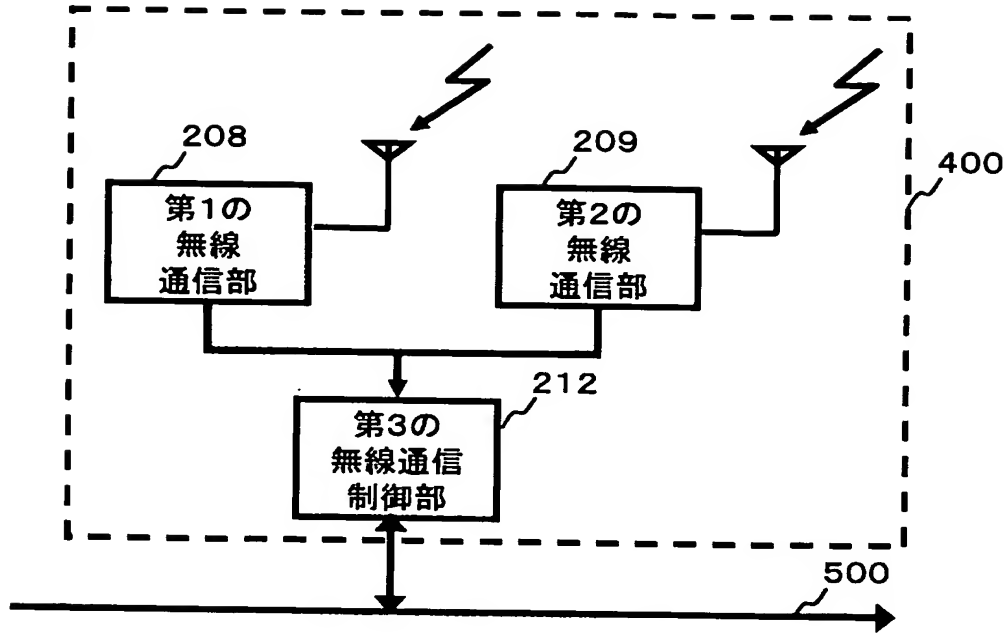 208
第1の
無線
通信部
209
第2の
無線
通信部
400
212
第3の
無線通信
制御部
500